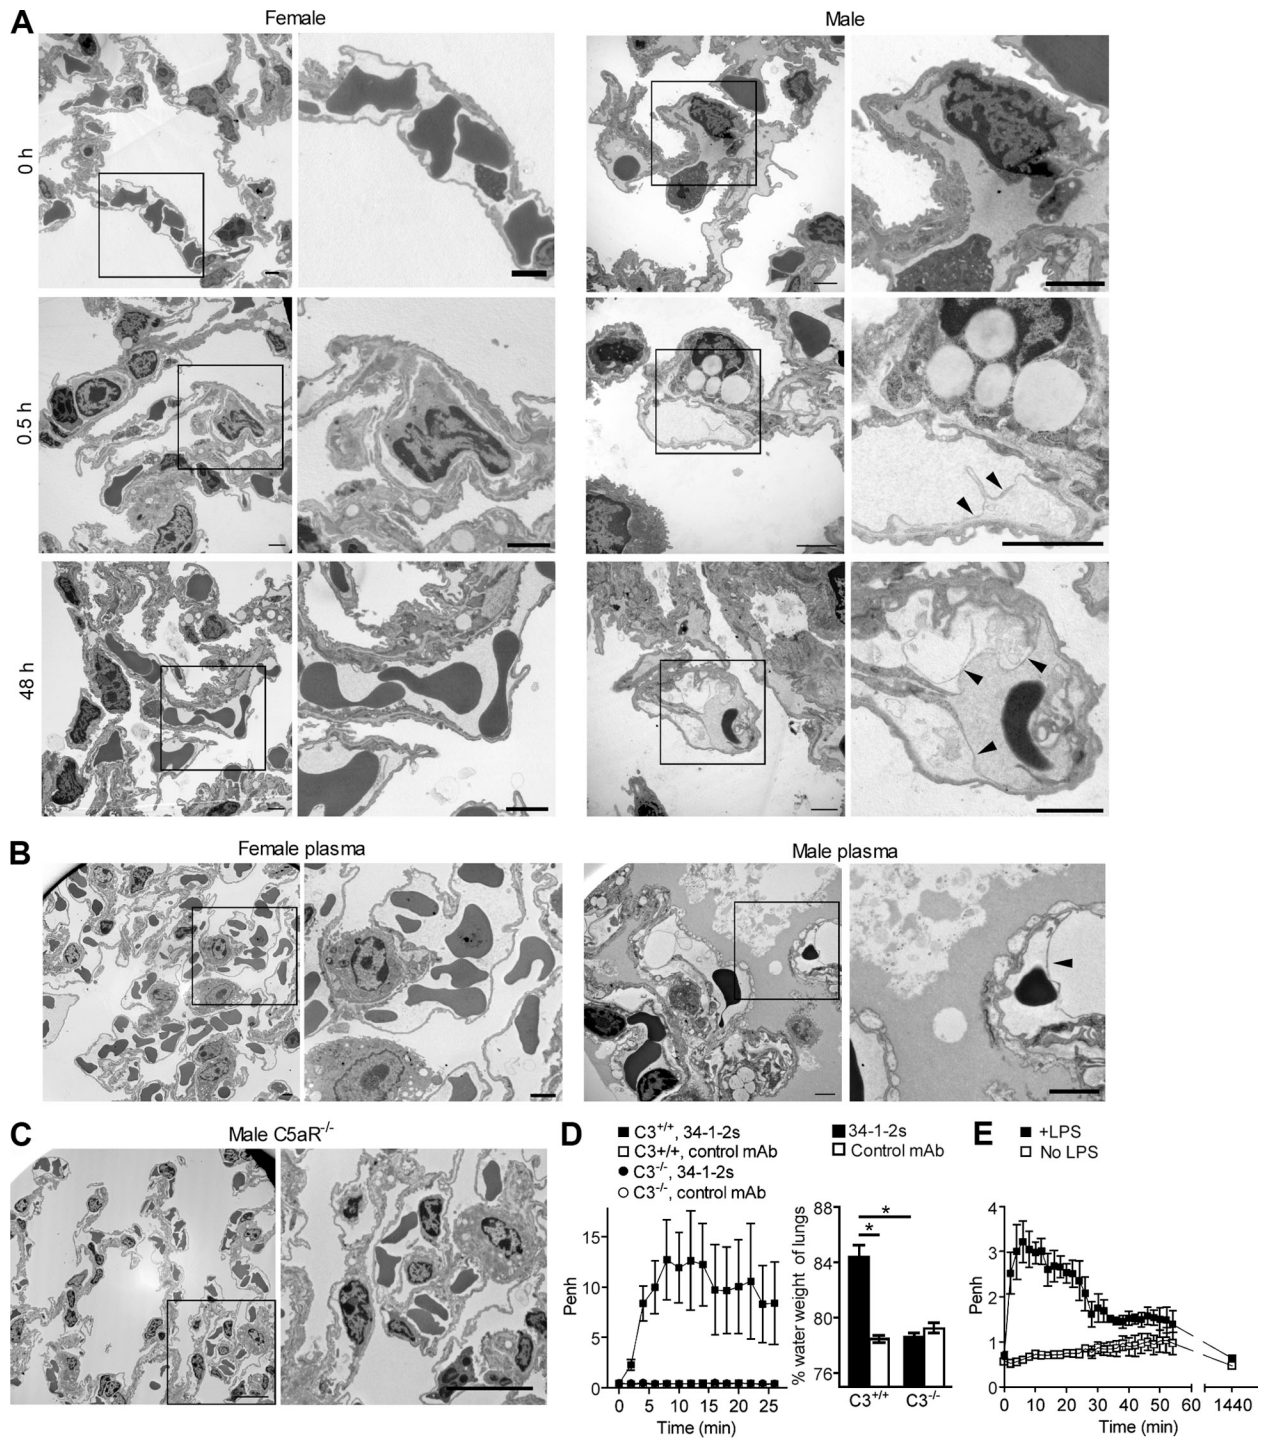 A
Female
Male
0 h
0.5 h
48 h
B
Female plasma
Male plasma
C
Male C5aR-/-
D
C3+/+, 34-1-2s
C3+/+, control mAb
C3-/-, 34-1-2s
C3-/-, control mAb
34-1-2s
Control mAb
Penh
15
10
5
0
0 5 10 15 20 25
Time (min)
% water weight of lungs
88
84
80
76
*
*
C3+/+ C3-/-
E
+LPS
No LPS
Penh
4
3
2
1
0
0 10 20 30 40 50 60 1440
Time (min)